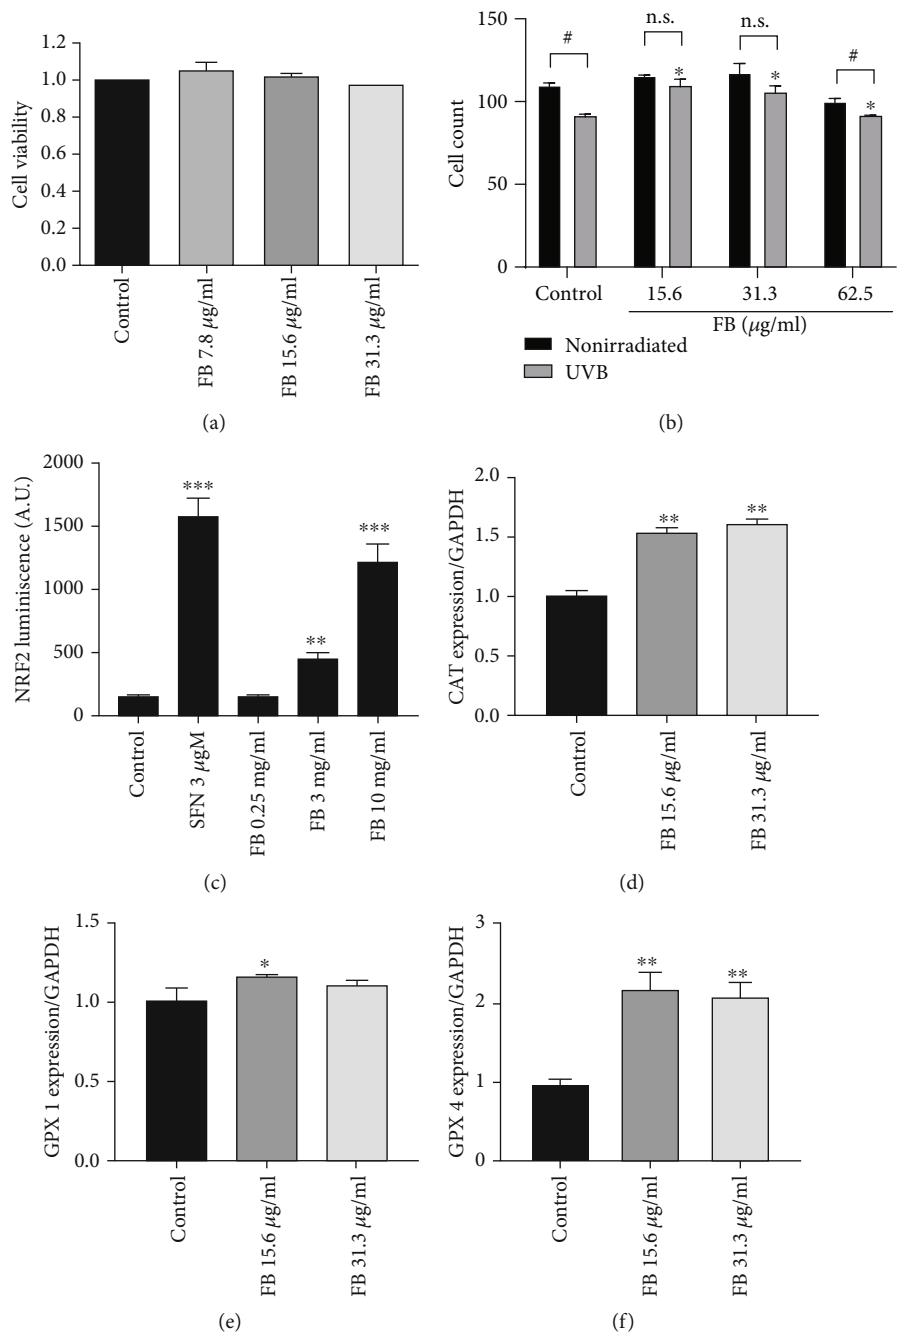 Cell viability
1.2
1.0
0.8
0.6
0.4
0.2
0.0
Control
FB 7.8 μg/ml
FB 15.6 μg/ml
FB 31.3 μg/ml
(a)
Cell count
150
100
50
0
#
n.s.
n.s.
#
*
*
*
Control
15.6
31.3
62.5
FB (μg/ml)
Nonirradiated
UVB
(b)
NRF2 luminiscence (A.U.)
2000
1500
1000
500
0
***
**
***
Control
SFN 3 μgM
FB 0.25 mg/ml
FB 3 mg/ml
FB 10 mg/ml
(c)
CAT expression/GAPDH
2.0
1.5
1.0
0.5
0.0
**
**
Control
FB 15.6 μg/ml
FB 31.3 μg/ml
(d)
GPX 1 expression/GAPDH
1.5
1.0
0.5
0.0
*
Control
FB 15.6 μg/ml
FB 31.3 μg/ml
(e)
GPX 4 expression/GAPDH
3
2
1
0
**
**
Control
FB 15.6 μg/ml
FB 31.3 μg/ml
(f)